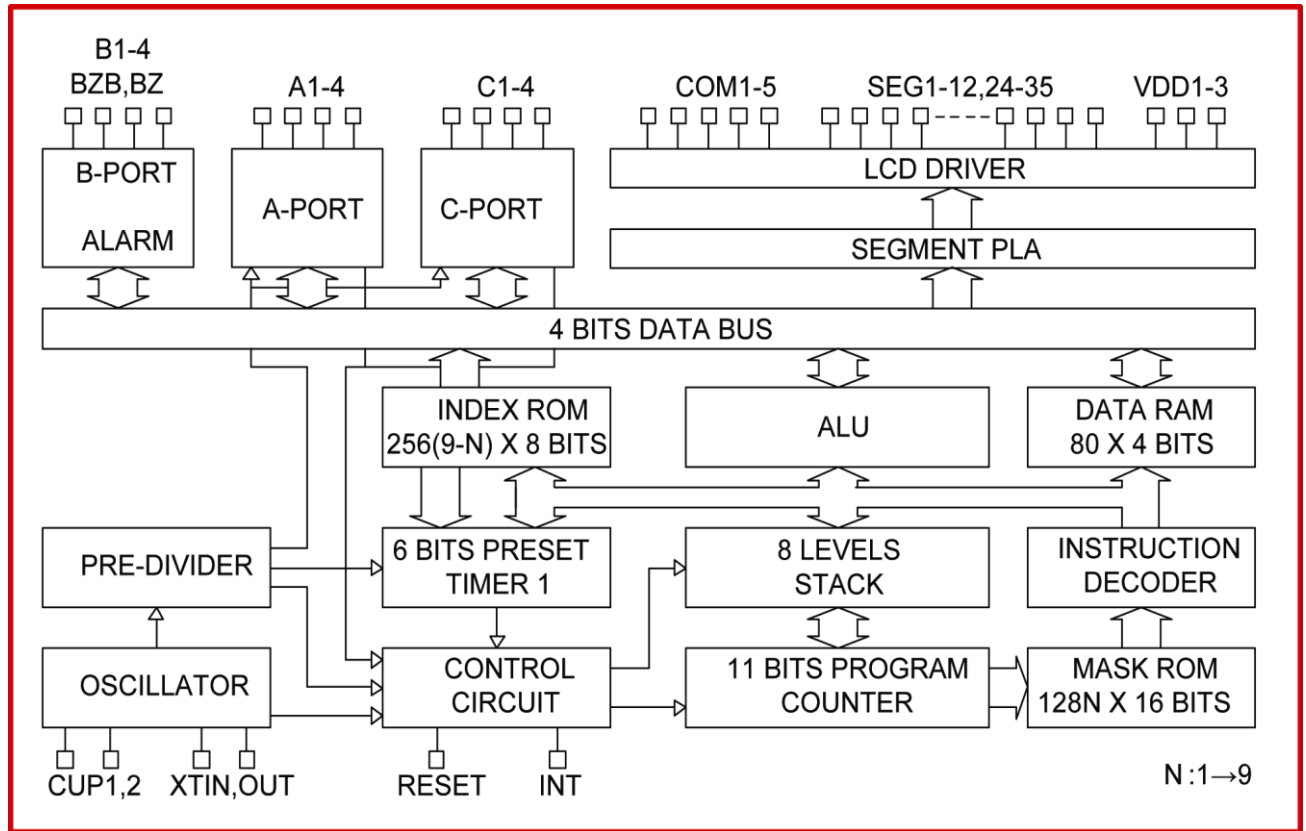 B1-4
BZB,BZ
A1-4
C1-4
COM1-5
SEG1-12,24-35
VDD1-3
B-PORT
ALARM
A-PORT
C-PORT
LCD DRIVER
SEGMENT PLA
4 BITS DATA BUS
INDEX ROM
256(9-N) X 8 BITS
ALU
DATA RAM
80 X 4 BITS
PRE-DIVIDER
6 BITS PRESET
TIMER 1
8 LEVELS
STACK
INSTRUCTION
DECODER
OSCILLATOR
CONTROL
CIRCUIT
11 BITS PROGRAM
COUNTER
MASK ROM
128N X 16 BITS
CUP1,2
XTIN,OUT
RESET
INT
N :1→9